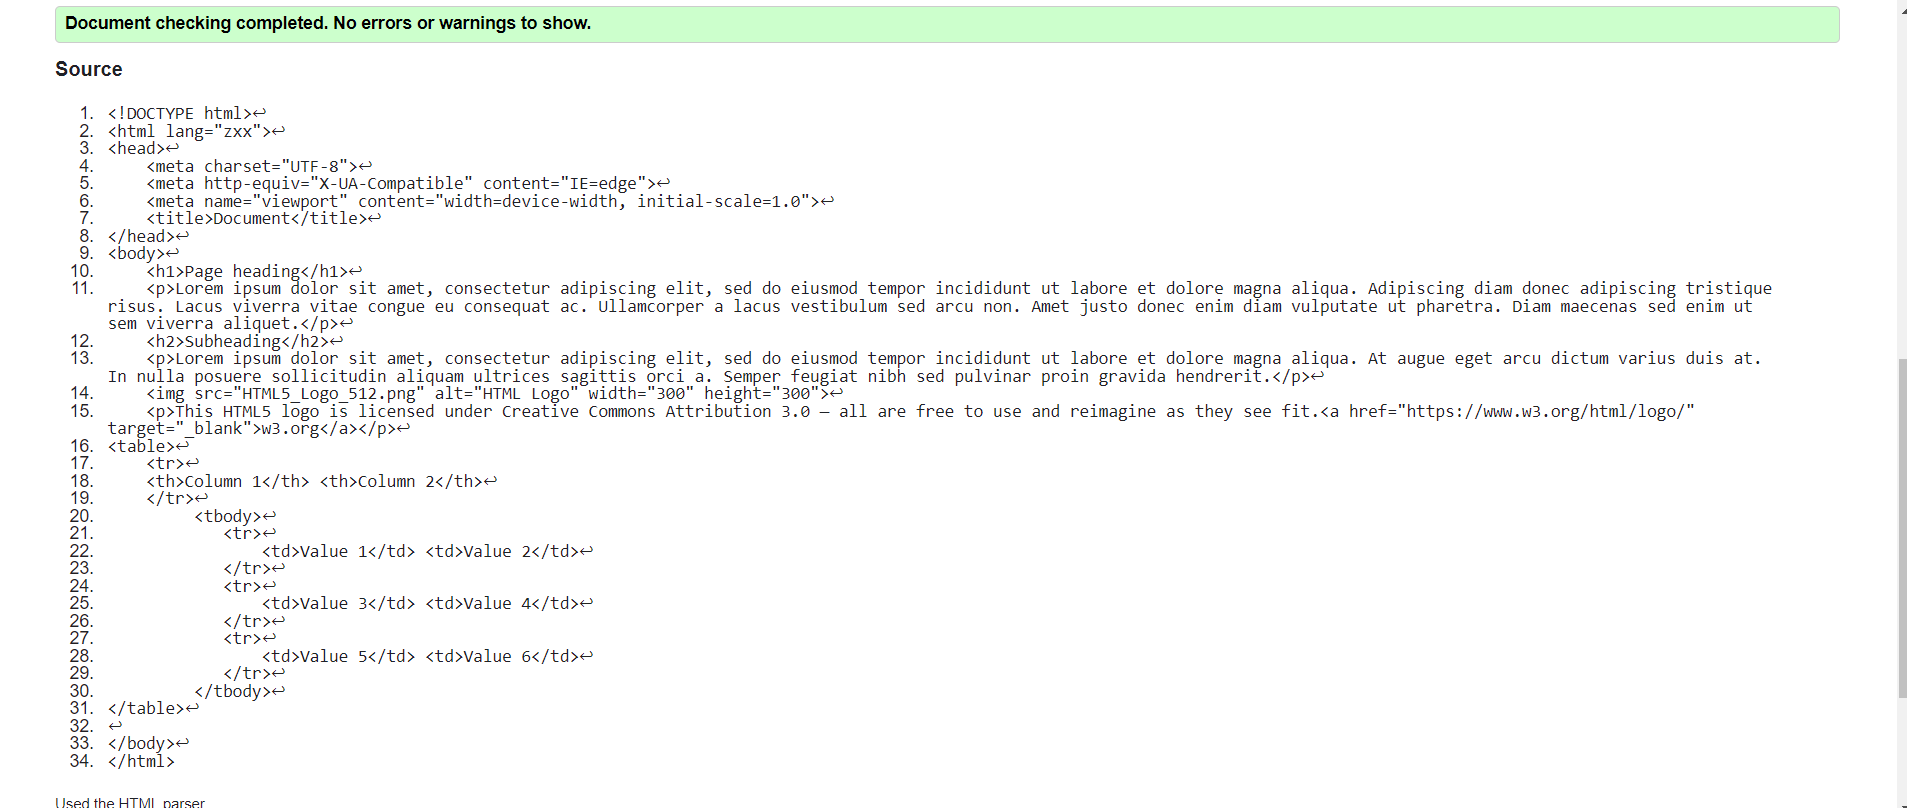 Document checking completed. No errors or warnings to show.
Source
1. <!DOCTYPE html>↩
2. <html lang="zxx">↩
3. <head>↩
4.     <meta charset="UTF-8">↩
5.     <meta http-equiv="X-UA-Compatible" content="IE=edge">↩
6.     <meta name="viewport" content="width=device-width, initial-scale=1.0">↩
7.     <title>Document</title>↩
8. </head>↩
9. <body>↩
10.     <h1>Page heading</h1>↩
11.     <p>Lorem ipsum dolor sit amet, consectetur adipiscing elit, sed do eiusmod tempor incididunt ut labore et dolore magna aliqua. Adipiscing diam donec adipiscing tristique
risus. Lacus viverra vitae congue eu consequat ac. Ullamcorper a lacus vestibulum sed arcu non. Amet justo donec enim diam vulputate ut pharetra. Diam maecenas sed enim ut
sem viverra aliquet.</p>↩
12.     <h2>Subheading</h2>↩
13.     <p>Lorem ipsum dolor sit amet, consectetur adipiscing elit, sed do eiusmod tempor incididunt ut labore et dolore magna aliqua. At augue eget arcu dictum varius duis at.
In nulla posuere sollicitudin aliquam ultrices sagittis orci a. Semper feugiat nibh sed pulvinar proin gravida hendrerit.</p>↩
14.     <img src="HTML5_Logo_512.png" alt="HTML Logo" width="300" height="300">↩
15.     <p>This HTML5 logo is licensed under Creative Commons Attribution 3.0 – all are free to use and reimagine as they see fit.<a href="https://www.w3.org/html/logo/"
target="_blank">w3.org</a></p>↩
16. <table>↩
17.     <tr>↩
18.     <th>Column 1</th> <th>Column 2</th>↩
19.     </tr>↩
20.          <tbody>↩
21.             <tr>↩
22.                 <td>Value 1</td> <td>Value 2</td>↩
23.             </tr>↩
24.             <tr>↩
25.                 <td>Value 3</td> <td>Value 4</td>↩
26.             </tr>↩
27.             <tr>↩
28.                 <td>Value 5</td> <td>Value 6</td>↩
29.             </tr>↩
30.          </tbody>↩
31. </table>↩
32. ↩
33. </body>↩
34. </html>
Used the HTML parser